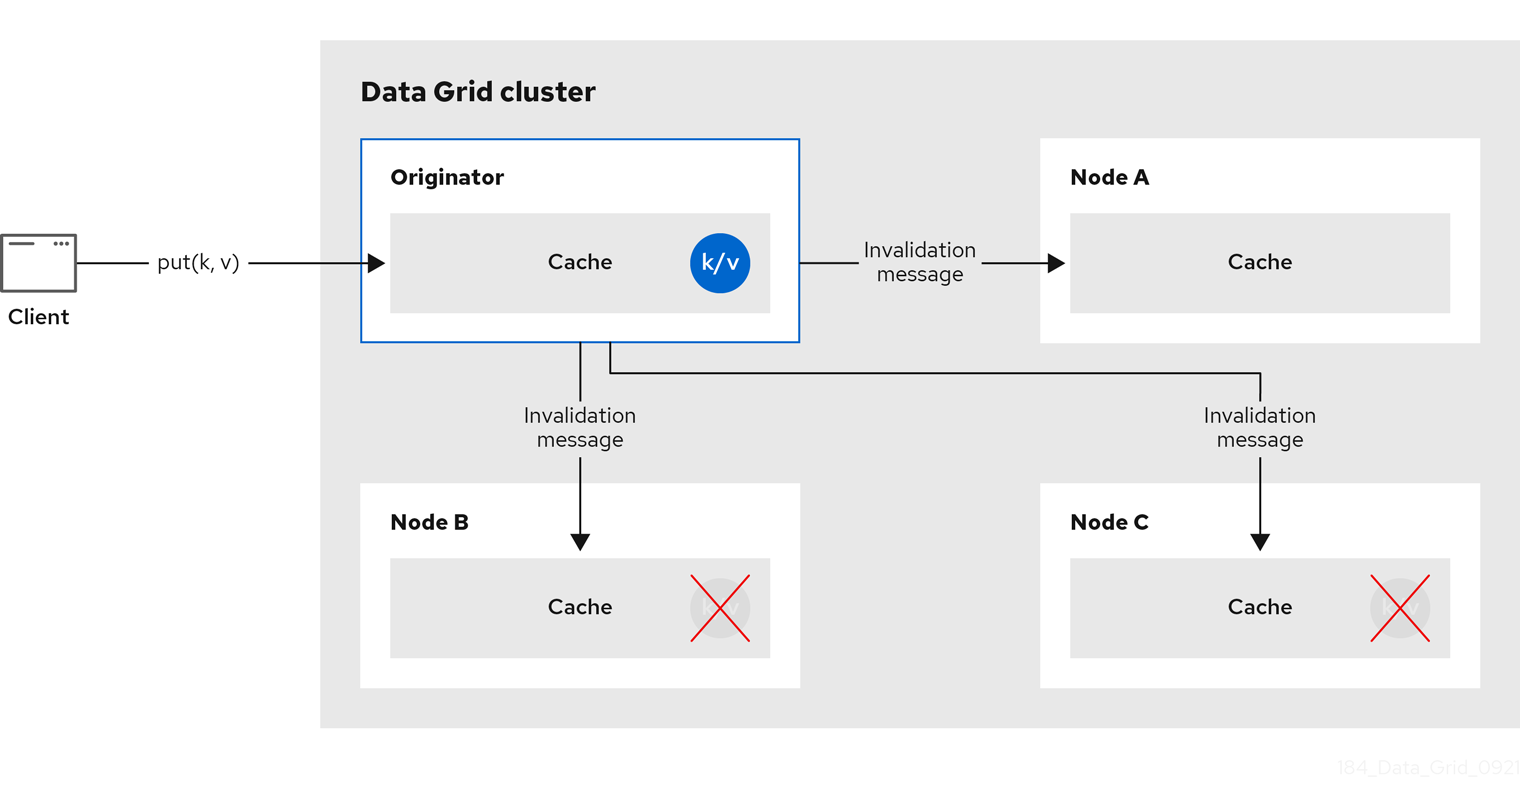 Data Grid cluster
Originator
Node A
Cache
k/v
Invalidation
message
Cache
put(k, v)
Client
Invalidation
message
Invalidation
message
Node B
Node C
Cache
Cache
184_Data_Grid_0921